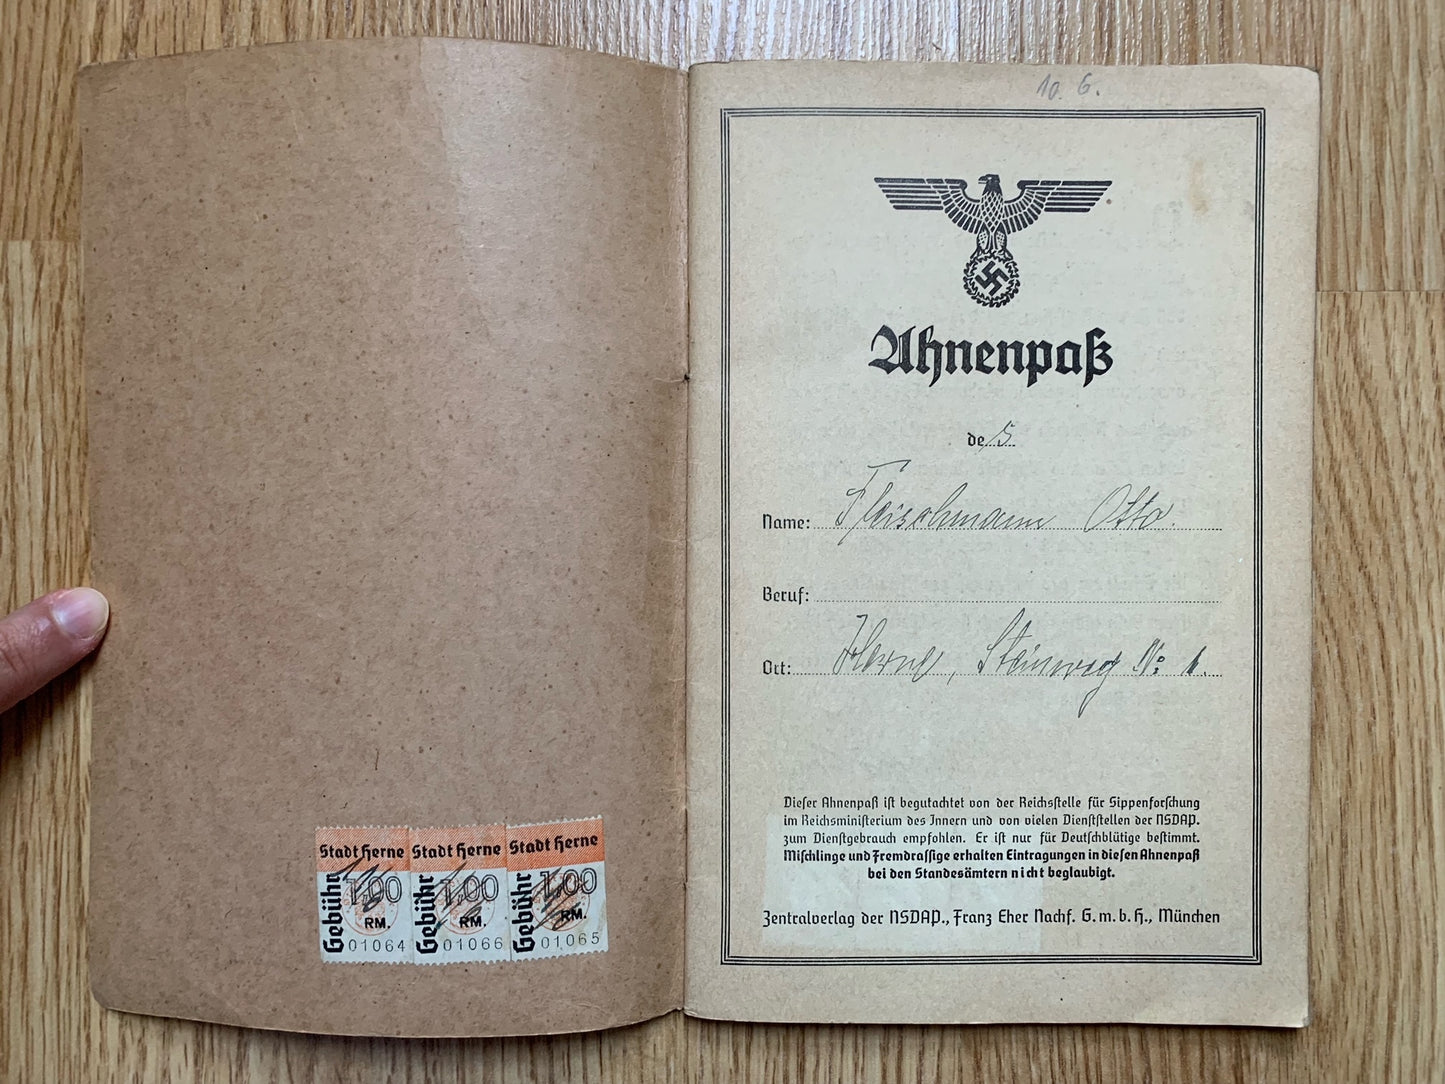 Stadt Herne Stadt Herne Stadt Herne
Gebühr 1,00 RM. 01064
Gebühr 1,00 RM. 01066
Gebühr 1,00 RM. 01065
10. 6.
Ahnenpaß
des
Name: Fleischmann Otto.
Beruf:
Ort: Herne, Steinweg No 1.
Dieser Ahnenpaß ist begutachtet von der Reichsstelle für Sippenforschung
im Reichsministerium des Innern und von vielen Dienststellen der NSDAP.
zum Dienstgebrauch empfohlen. Er ist nur für Deutschblütige bestimmt.
Mischlinge und Fremdrassige erhalten Eintragungen in diesen Ahnenpaß
bei den Standesämtern nicht beglaubigt.
Zentralverlag der NSDAP., Franz Eher Nachf. G.m.b.H., München